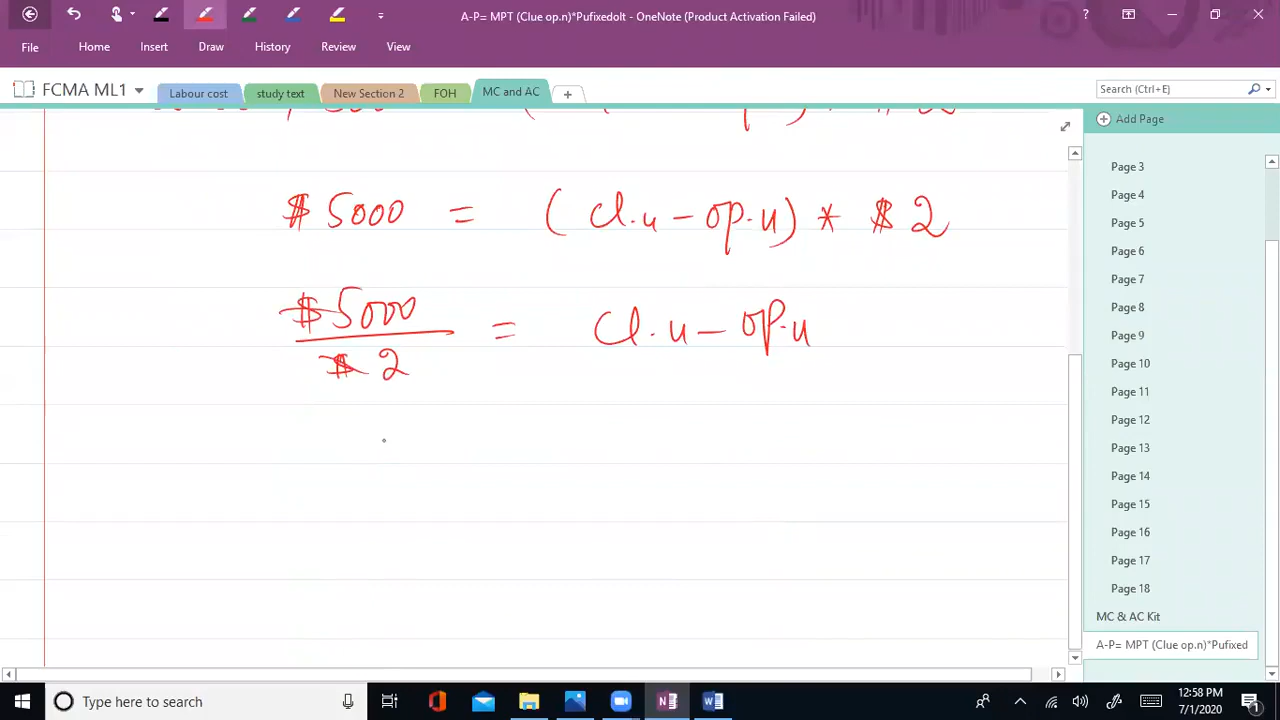 A-P= MPT (Clue op.n)*Pufixedolt - OneNote (Product Activation Failed)
File Home Insert Draw History Review View
FCMA ML1 Labour cost study text New Section 2 FOH MC and AC
Search (Ctrl+E)
Add Page
Page 3
Page 4
Page 5
Page 6
Page 7
Page 8
Page 9
Page 10
Page 11
Page 12
Page 13
Page 14
Page 15
Page 16
Page 17
Page 18
MC & AC Kit
A-P= MPT (Clue op.n)*Pufixed
$ 5000 = ( Cl.u - op.u) * $ 2
$ 5000 = Cl.u - op.u
$ 2
Type here to search
12:58 PM
7/1/2020